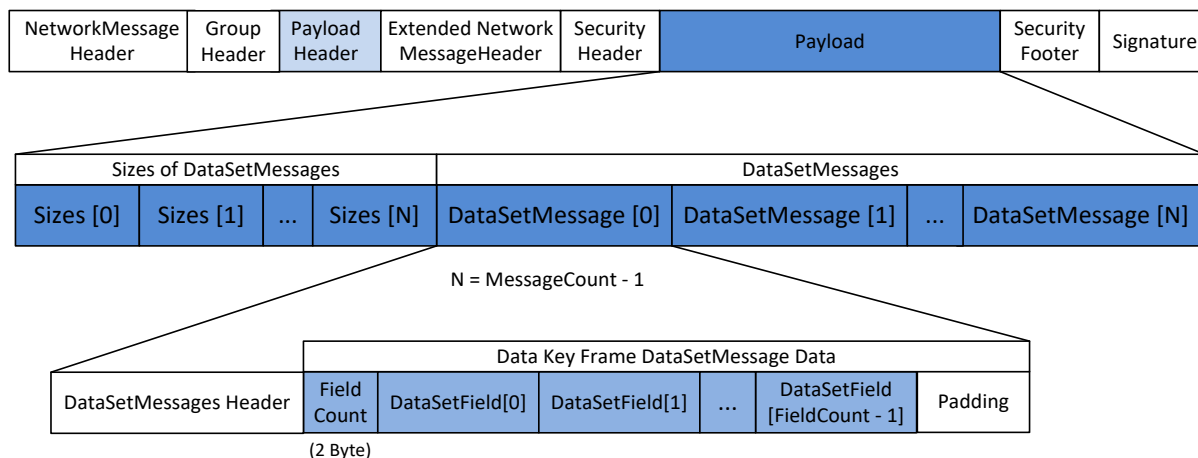 NetworkMessage
Header
Group
Header
Payload
Header
Extended Network
MessageHeader
Security
Header
Payload
Security
Footer
Signature
Sizes of DataSetMessages
DataSetMessages
Sizes [0]
Sizes [1]
...
Sizes [N]
DataSetMessage [0]
DataSetMessage [1]
...
DataSetMessage [N]
N = MessageCount - 1
Data Key Frame DataSetMessage Data
DataSetMessages Header
Field
Count
DataSetField[0]
DataSetField[1]
...
DataSetField
[FieldCount - 1]
Padding
(2 Byte)